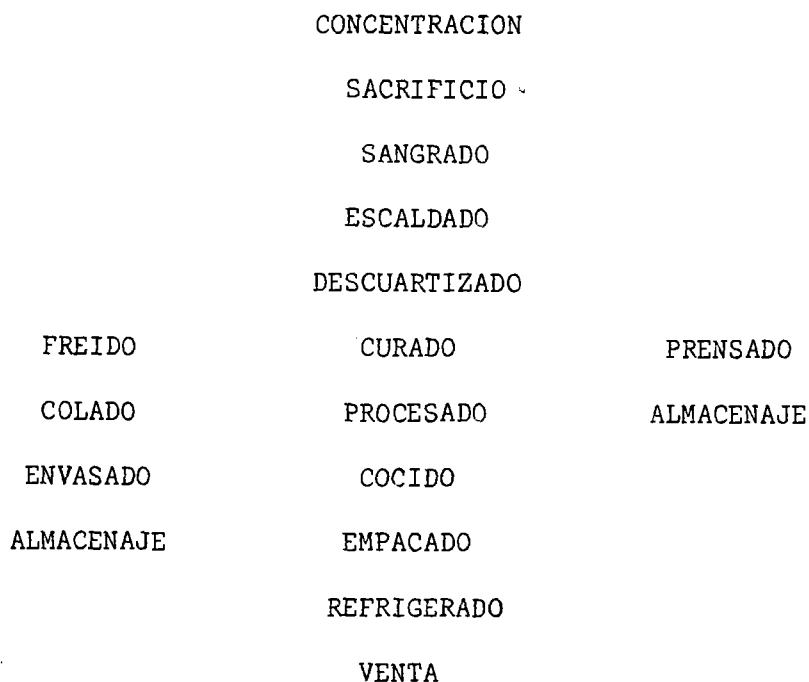 CONCENTRACION
SACRIFICIO
SANGRADO
ESCALDADO
DESCUARTIZADO
FREIDO CURADO PRENSADO
COLADO PROCESADO ALMACENAJE
ENVASADO COCIDO
ALMACENAJE EMPACADO
REFRIGERADO
VENTA